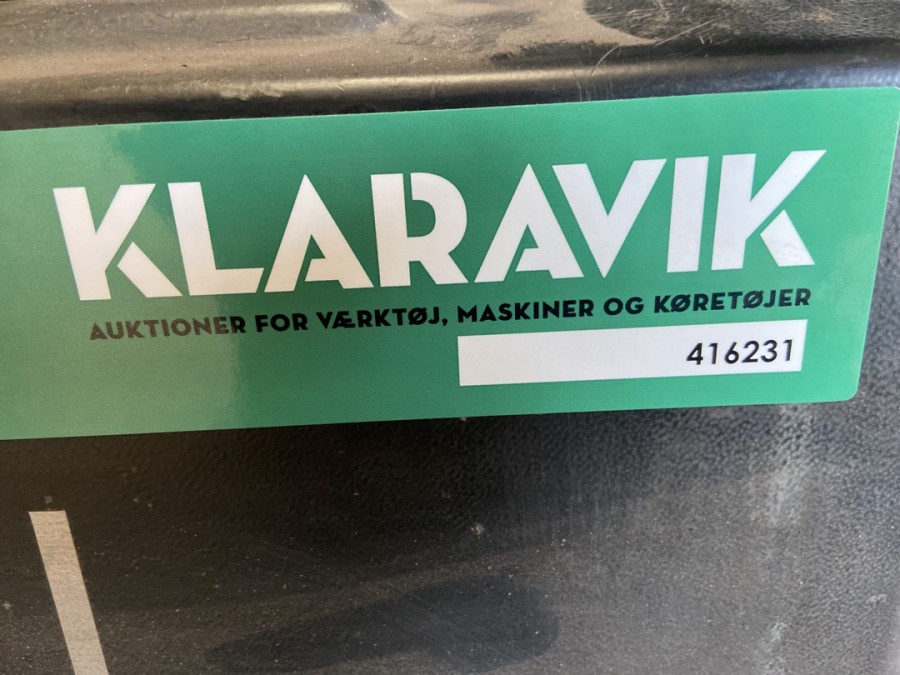 KLARAVIK
AUKTIONER FOR VÆRKTØJ, MASKINER OG KØRETØJER
416231